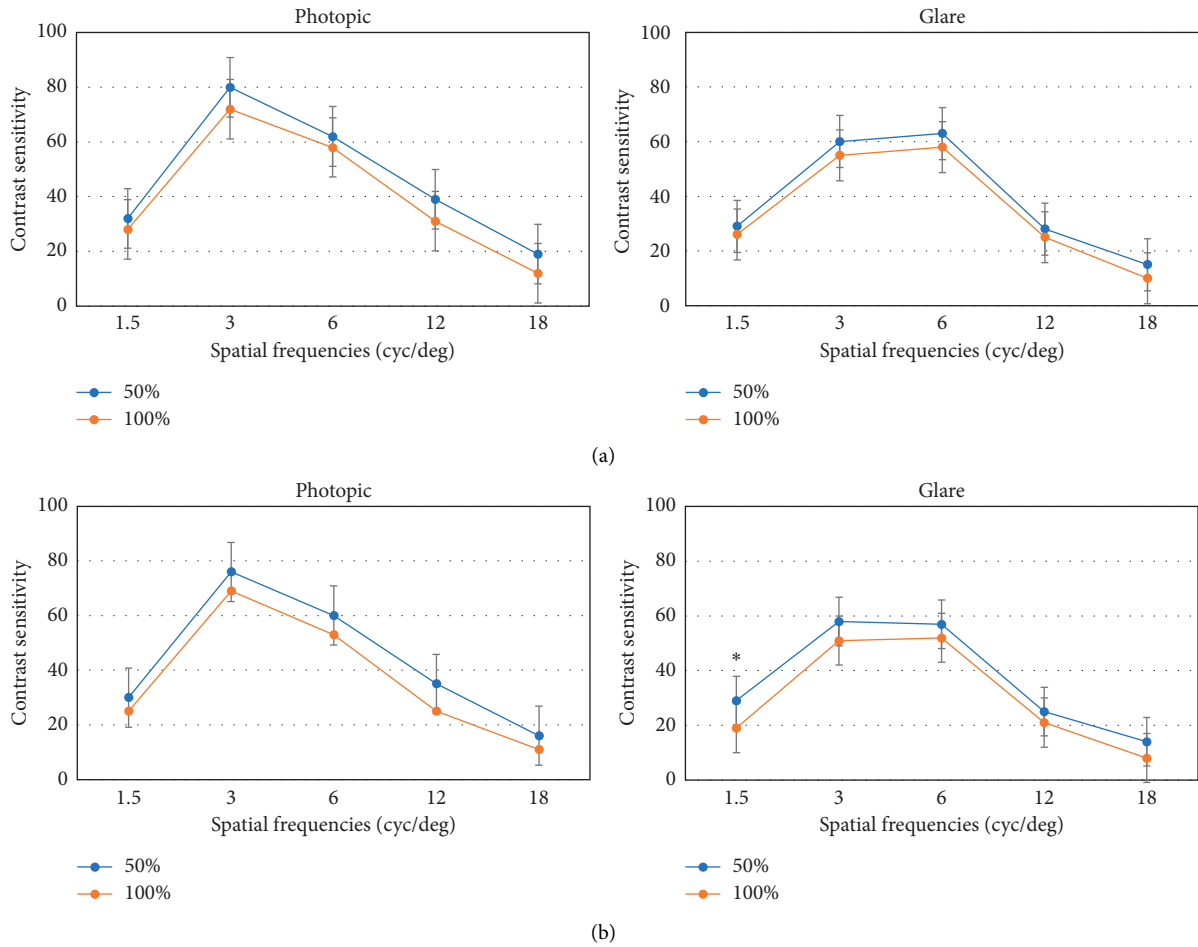 Photopic
100
80
60
40
20
0
Contrast sensitivity
1.5 3 6 12 18
Spatial frequencies (cyc/deg)
50%
100%
Glare
100
80
60
40
20
0
Contrast sensitivity
1.5 3 6 12 18
Spatial frequencies (cyc/deg)
50%
100%
(a)
Photopic
100
80
60
40
20
0
Contrast sensitivity
1.5 3 6 12 18
Spatial frequencies (cyc/deg)
50%
100%
Glare
100
80
60
40
20
0
Contrast sensitivity
*
1.5 3 6 12 18
Spatial frequencies (cyc/deg)
50%
100%
(b)